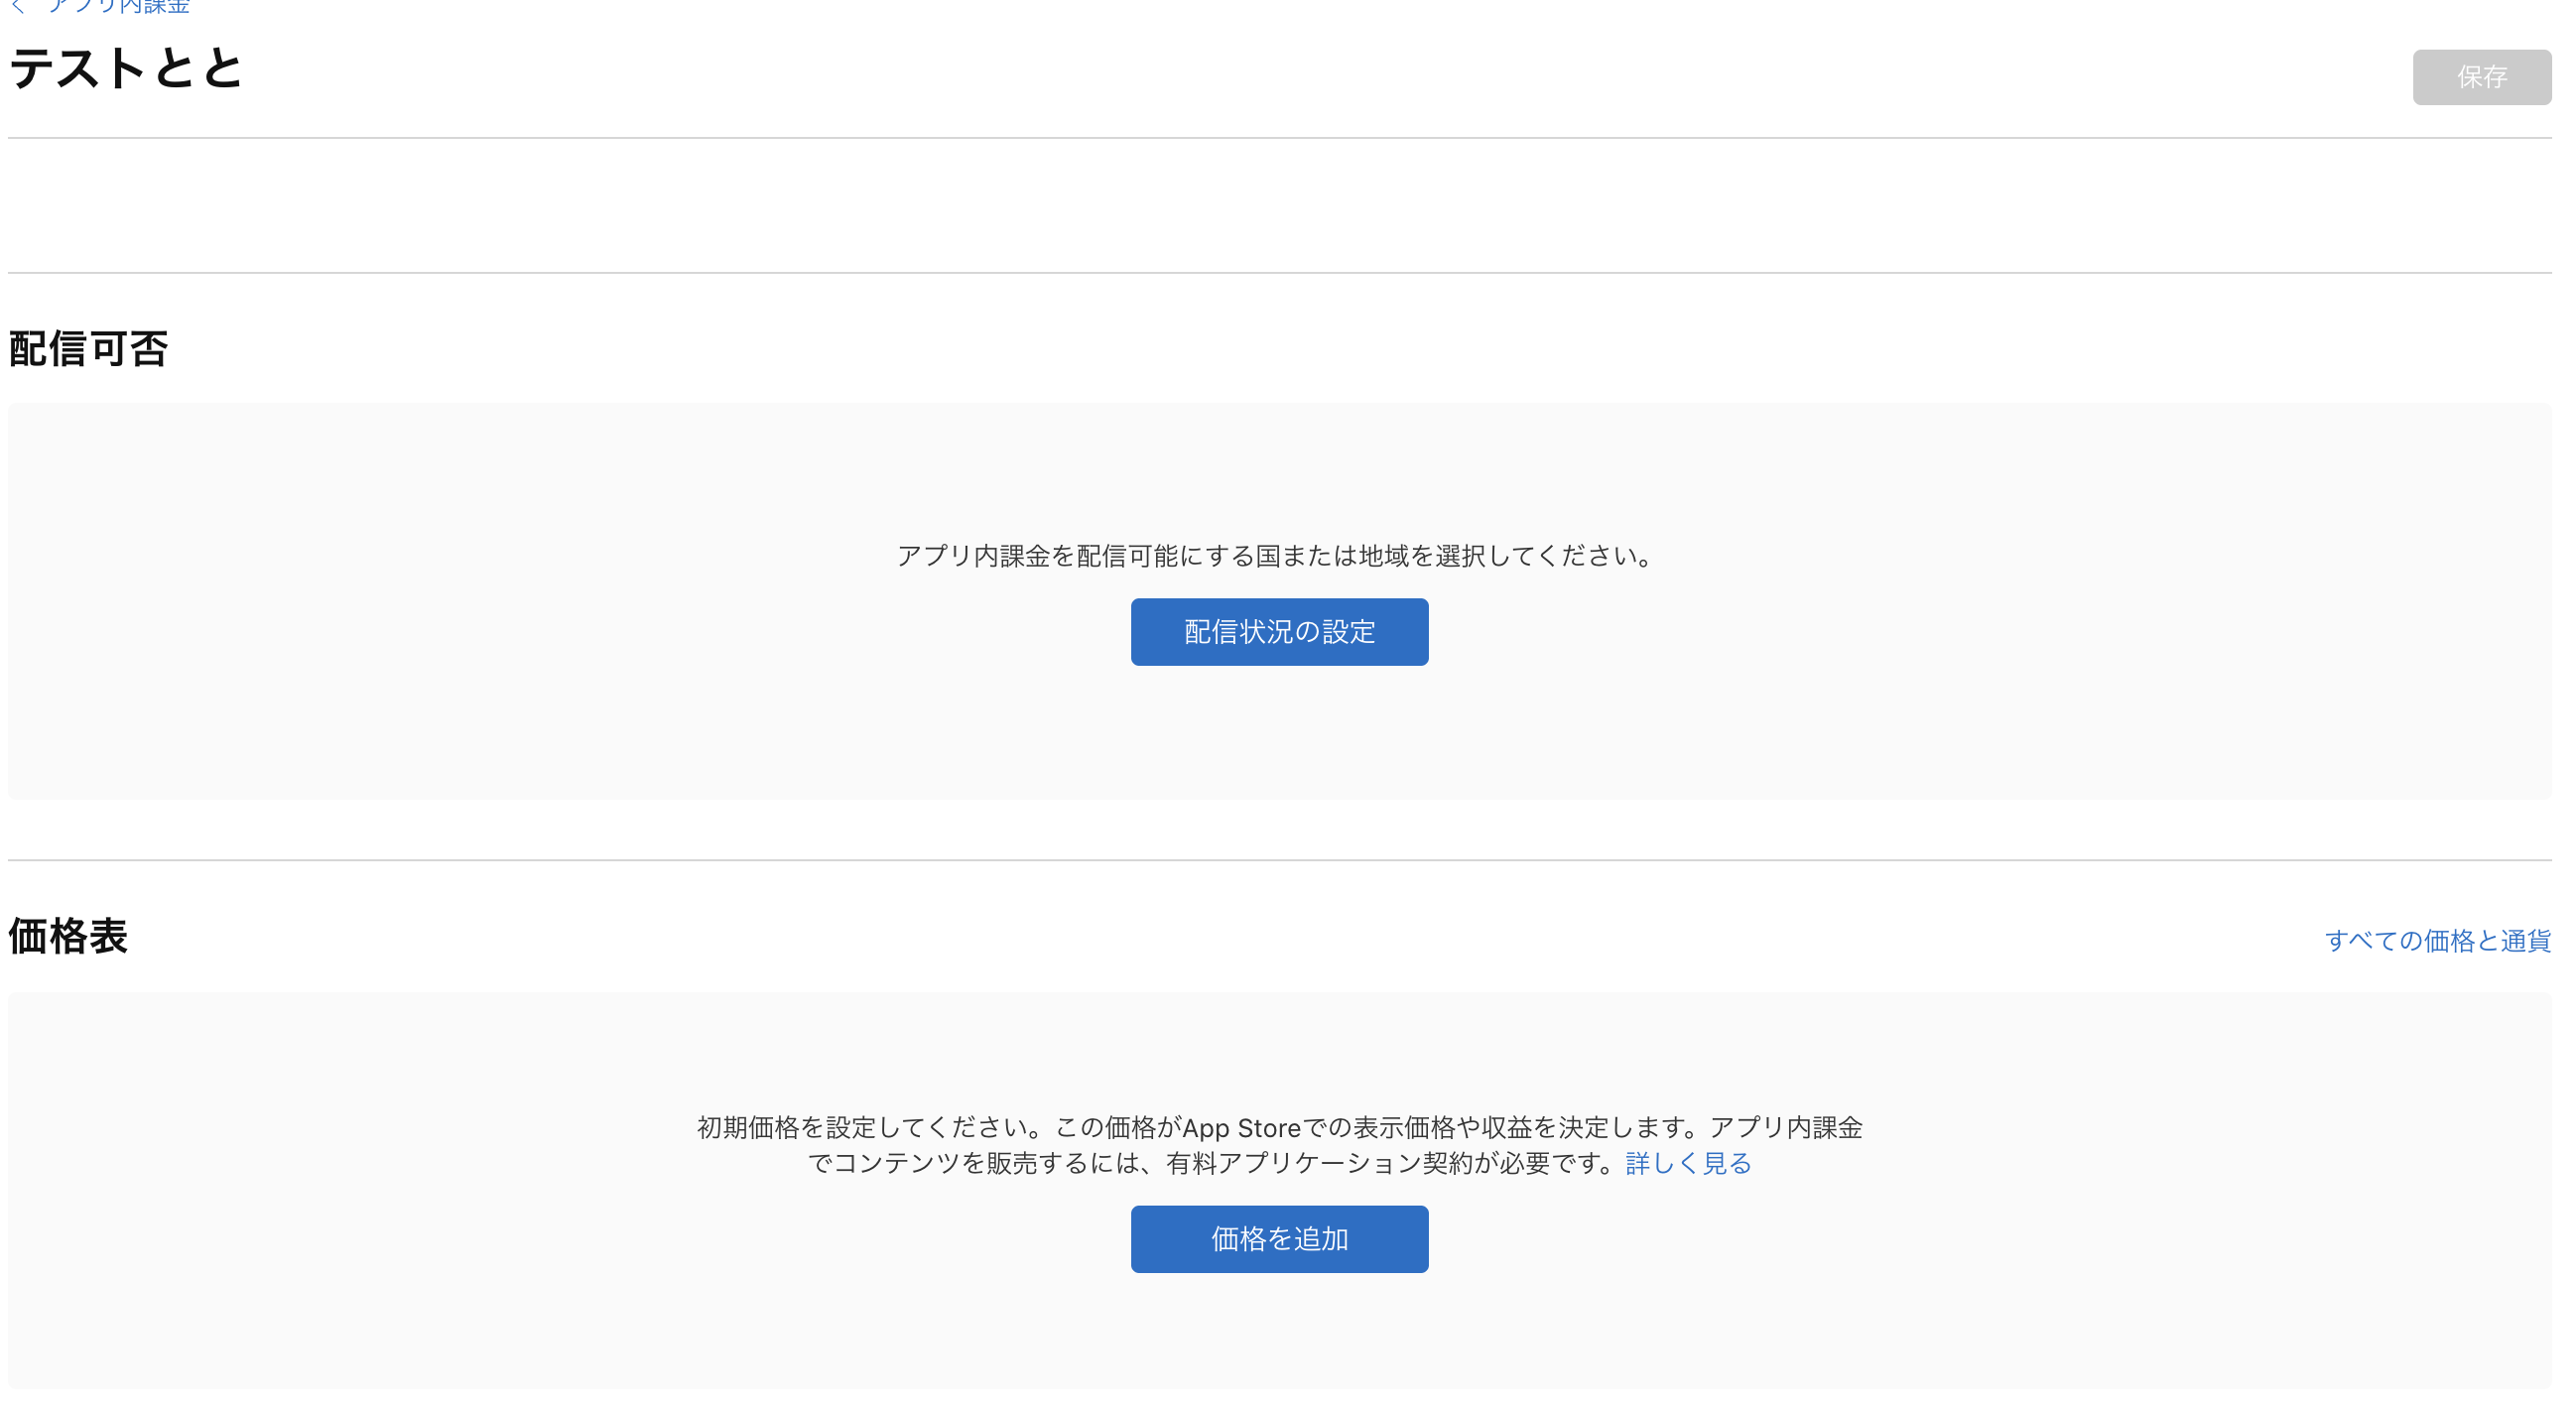 アプリ内課金
テストとと
保存
配信可否
アプリ内課金を配信可能にする国または地域を選択してください。
配信状況の設定
価格表
すべての価格と通貨
初期価格を設定してください。この価格がApp Storeでの表示価格や収益を決定します。アプリ内課金
でコンテンツを販売するには、有料アプリケーション契約が必要です。詳しく見る
価格を追加